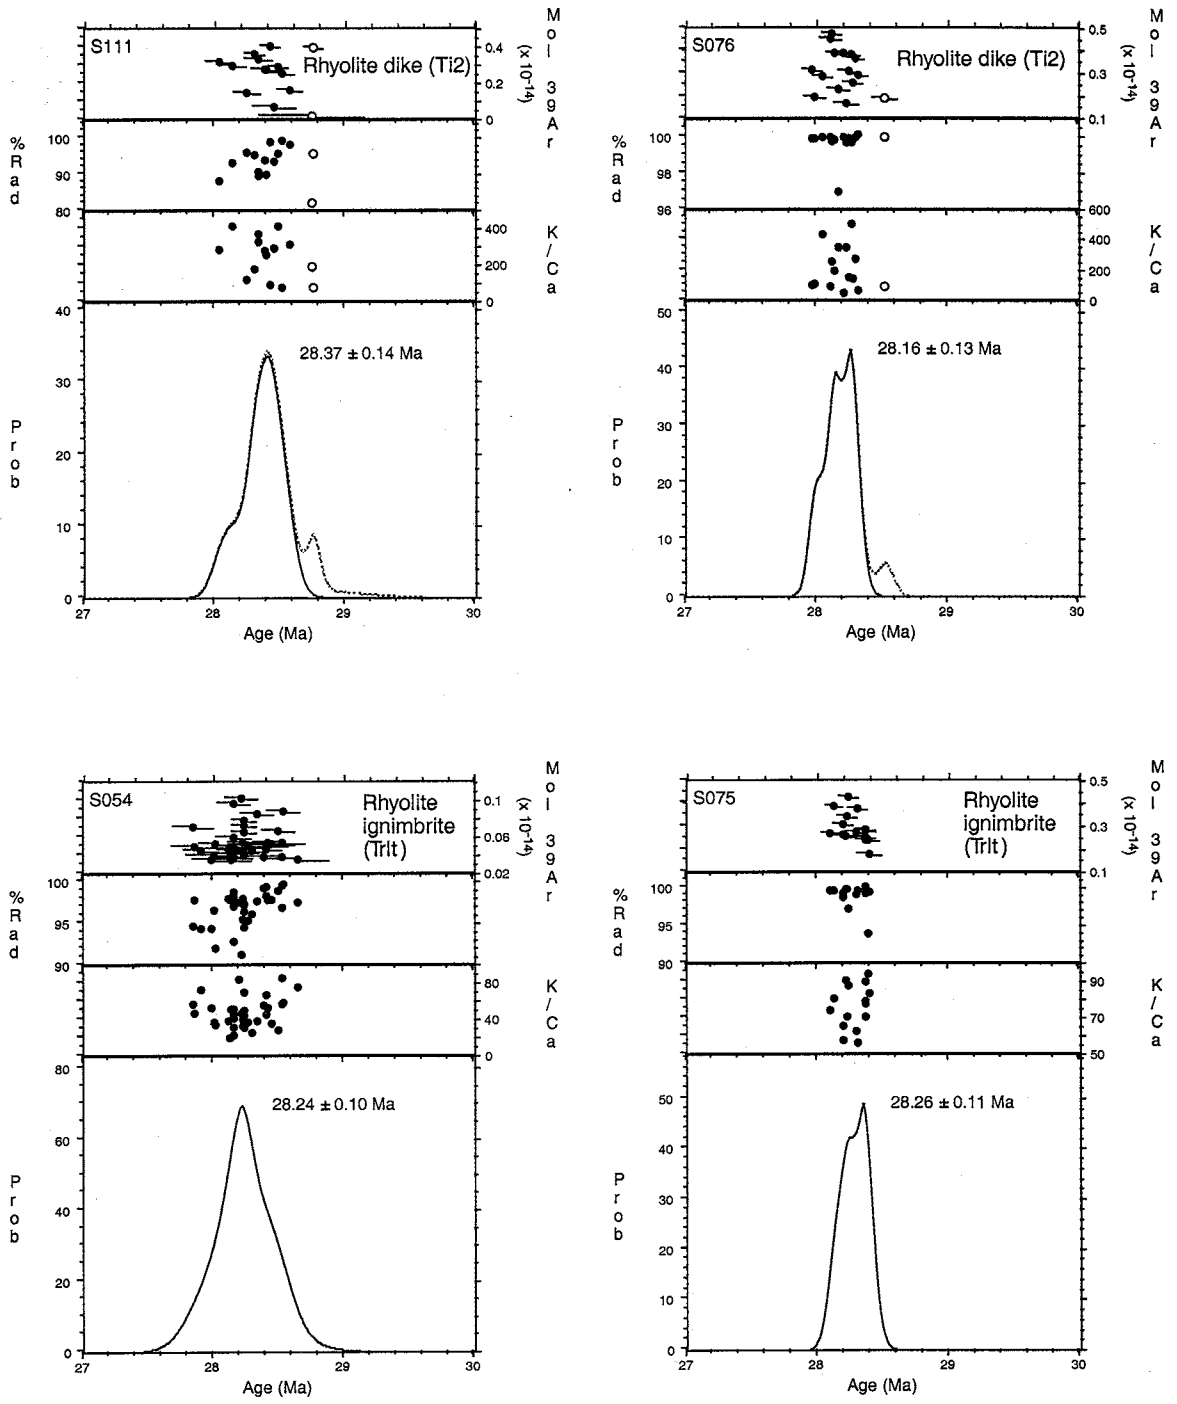 S111
Rhyolite dike (Ti2)
0.4
0.2
0
Mol 39Ar
(x 10-14)
%Rad
100
90
80
K/Ca
400
200
0
Prob
40
30
20
10
0
28.37 ± 0.14 Ma
27 28 29 30
Age (Ma)
S076
Rhyolite dike (Ti2)
0.5
0.3
0.1
Mol 39Ar
(x 10-14)
%Rad
100
98
96
K/Ca
600
400
200
0
Prob
50
40
30
20
10
0
28.16 ± 0.13 Ma
27 28 29 30
Age (Ma)
S054
Rhyolite
ignimbrite
(Trlt)
0.1
0.06
0.02
Mol 39Ar
(x 10-14)
%Rad
100
95
90
K/Ca
80
40
0
Prob
80
60
40
20
0
28.24 ± 0.10 Ma
27 28 29 30
Age (Ma)
S075
Rhyolite
ignimbrite
(Trlt)
0.5
0.3
0.1
Mol 39Ar
(x 10-14)
%Rad
100
95
90
K/Ca
90
70
50
Prob
50
40
30
20
10
0
28.26 ± 0.11 Ma
27 28 29 30
Age (Ma)